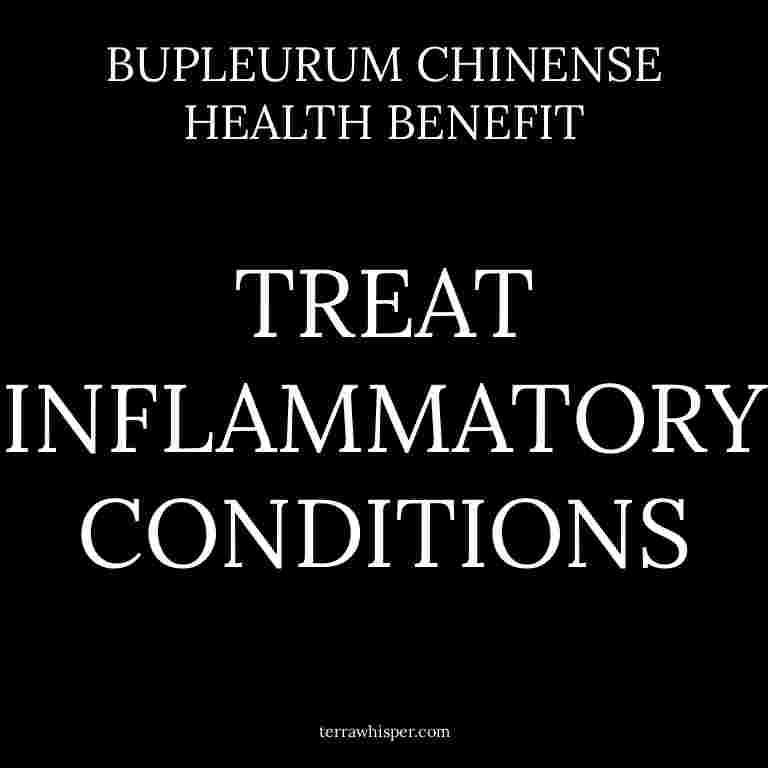 BUPLEURUM CHINENSE
HEALTH BENEFIT
TREAT
INFLAMMATORY
CONDITIONS
terrawhisper.com